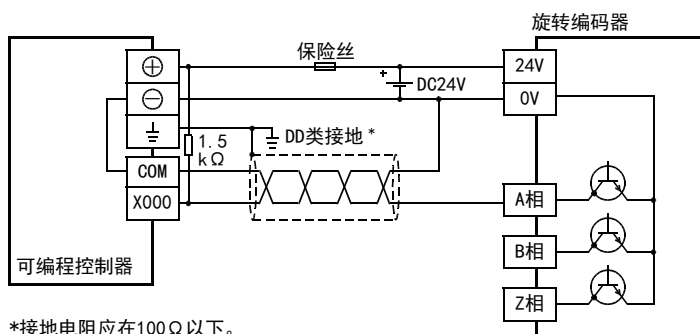 旋转编码器
保险丝
24V
+
DC24V
0V
DD类接地*
1.5
kΩ
COM
X000
A相
B相
Z相
可编程控制器
*接地电阻应在100Ω以下。